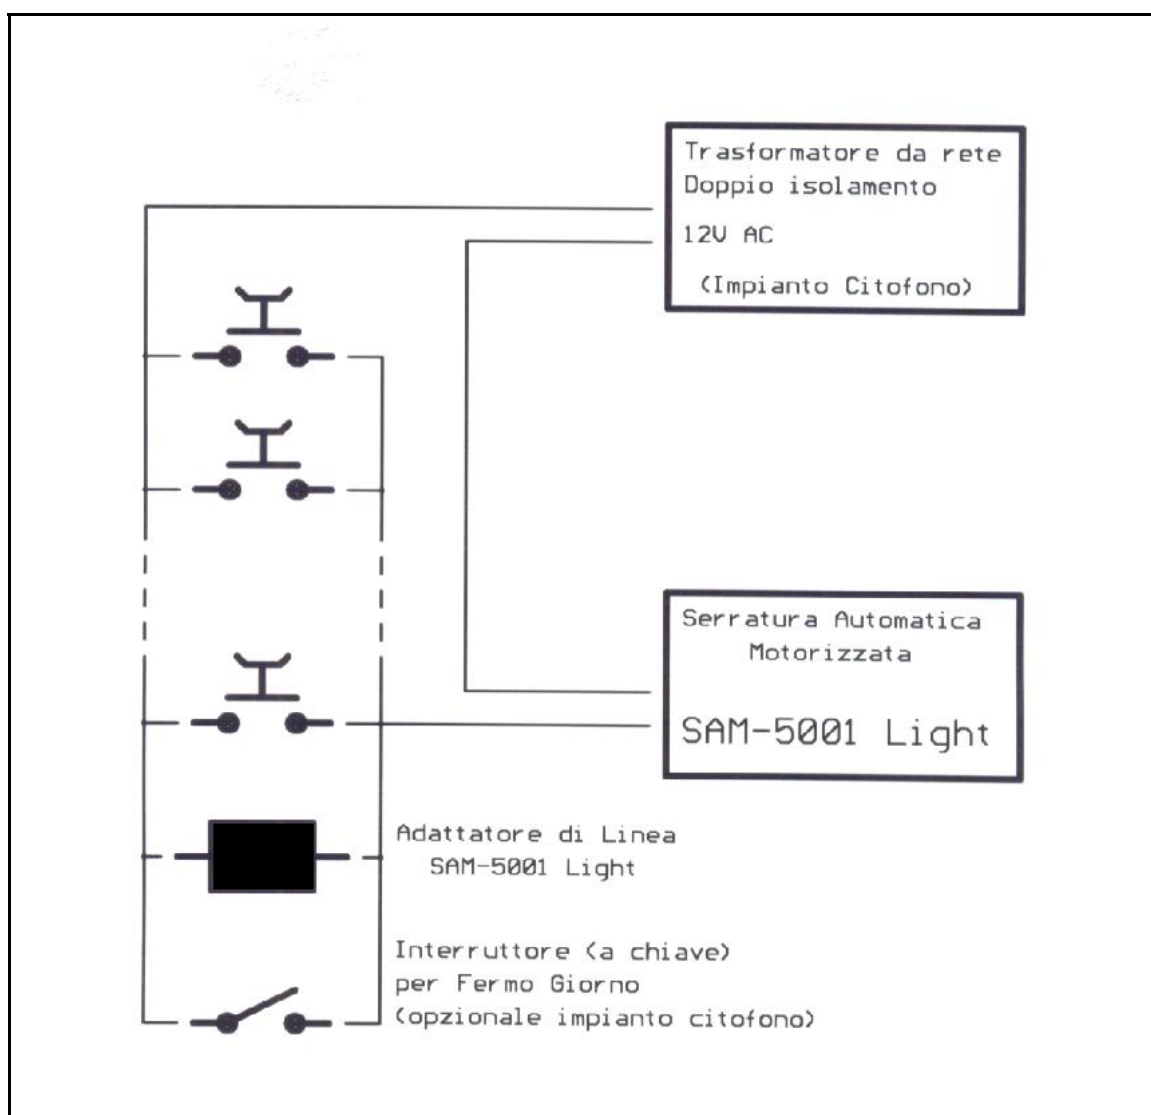 Trasformatore da rete
Doppio isolamento
12V AC
(Impianto Citofono)
Serratura Automatica
Motorizzata
SAM-5001 Light
Adattatore di Linea
SAM-5001 Light
Interruttore (a chiave)
per Fermo Giorno
(opzionale impianto citofono)